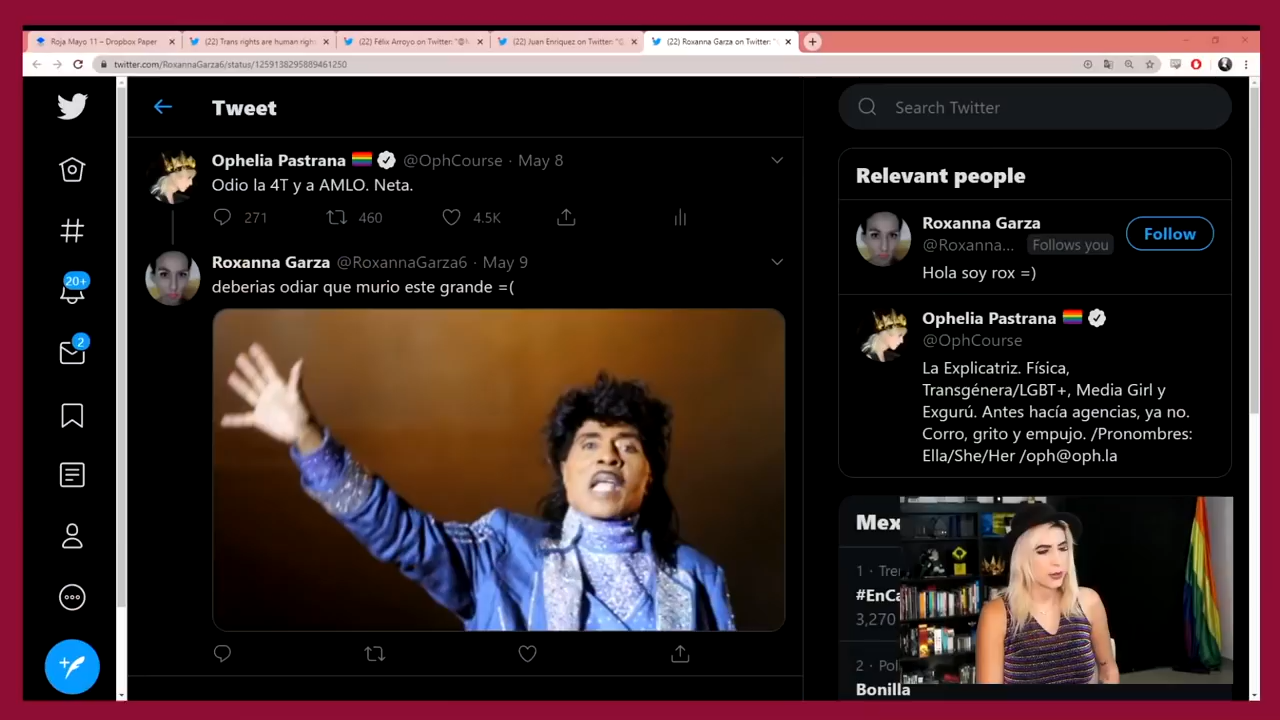 Roja Mayo 11 – Dropbox Paper
(22) Trans rights are human righ
(22) Félix Arroyo on Twitter: "@A
(22) Juan Enriquez on Twitter: "@
(22) Roxanna Garza on Twitter: "
twitter.com/RoxannaGarza6/status/1259138295889461250
Tweet
Search Twitter
Ophelia Pastrana @OphCourse · May 8
Odio la 4T y a AMLO. Neta.
271 460 4.5K
Roxanna Garza @RoxannaGarza6 · May 9
deberias odiar que murio este grande =(
20+
2
Relevant people
Roxanna Garza
@Roxanna... Follows you
Follow
Hola soy rox =)
Ophelia Pastrana
@OphCourse
La Explicatriz. Física,
Transgénera/LGBT+, Media Girl y
Exgurú. Antes hacía agencias, ya no.
Corro, grito y empujo. /Pronombres:
Ella/She/Her /oph@oph.la
Mex
1 · Tre
#EnCa
3,270
2 · Pol
Bonilla